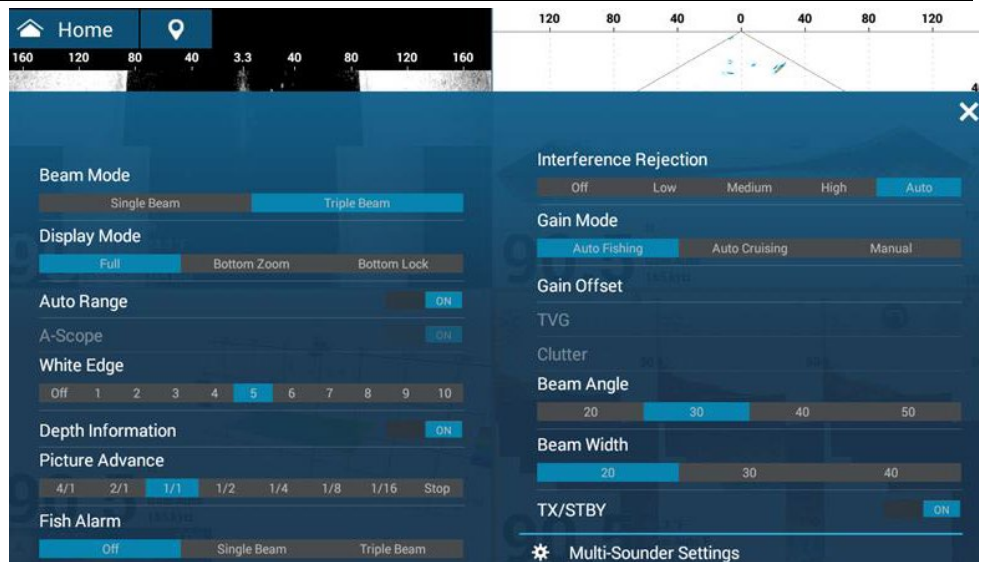 Home
160 120 80 40 3.3 40 80 120 160
Beam Mode
Single Beam Triple Beam
Display Mode
Full Bottom Zoom Bottom Lock
Auto Range ON
A-Scope ON
White Edge
Off 1 2 3 4 5 6 7 8 9 10
Depth Information ON
Picture Advance
4/1 2/1 1/1 1/2 1/4 1/8 1/16 Stop
Fish Alarm
Off Single Beam Triple Beam
120 80 40 0 40 80 120
Interference Rejection
Off Low Medium High Auto
Gain Mode
Auto Fishing Auto Cruising Manual
Gain Offset
TVG
Clutter
Beam Angle
20 30 40 50
Beam Width
20 30 40
TX/STBY ON
Multi-Sounder Settings